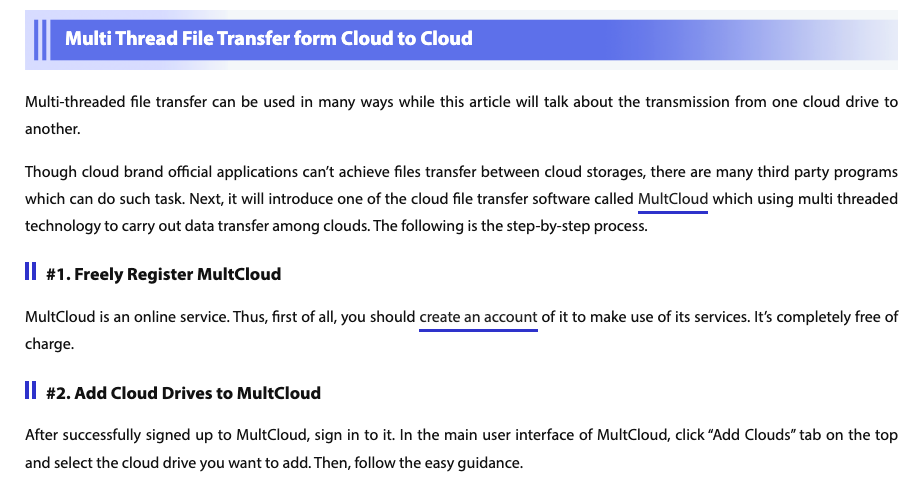 Multi Thread File Transfer form Cloud to Cloud
Multi-threaded file transfer can be used in many ways while this article will talk about the transmission from one cloud drive to
another.
Though cloud brand official applications can't achieve files transfer between cloud storages, there are many third party programs
which can do such task. Next, it will introduce one of the cloud file transfer software called MultCloud which using multi threaded
technology to carry out data transfer among clouds. The following is the step-by-step process.
#1. Freely Register MultCloud
MultCloud is an online service. Thus, first of all, you should create an account of it to make use of its services. It's completely free of
charge.
#2. Add Cloud Drives to MultCloud
After successfully signed up to MultCloud, sign in to it. In the main user interface of MultCloud, click “Add Clouds” tab on the top
and select the cloud drive you want to add. Then, follow the easy guidance.